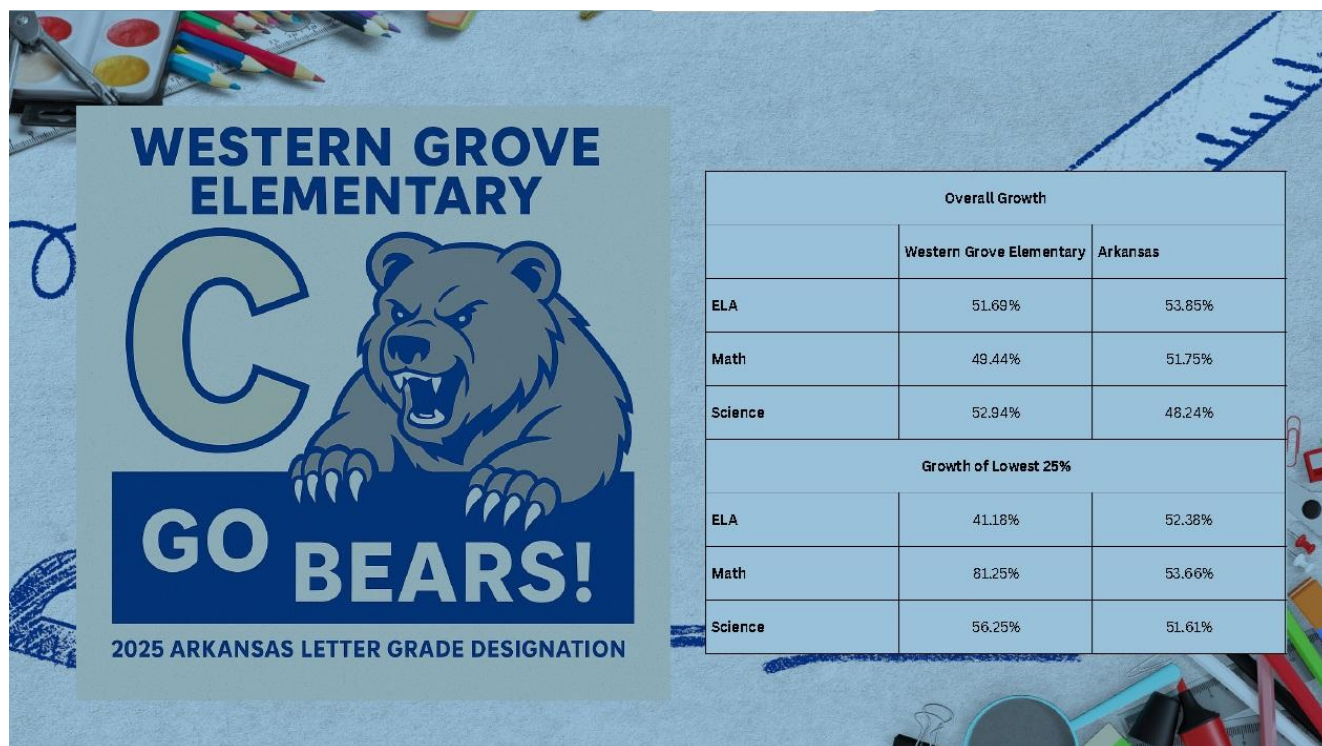 WESTERN GROVE
ELEMENTARY
C
GO BEARS!
2025 ARKANSAS LETTER GRADE DESIGNATION
Overall Growth
Western Grove Elementary Arkansas
ELA 51.69% 53.85%
Math 49.44% 51.75%
Science 52.94% 48.24%
Growth of Lowest 25%
ELA 41.18% 52.38%
Math 81.25% 53.66%
Science 56.25% 51.61%